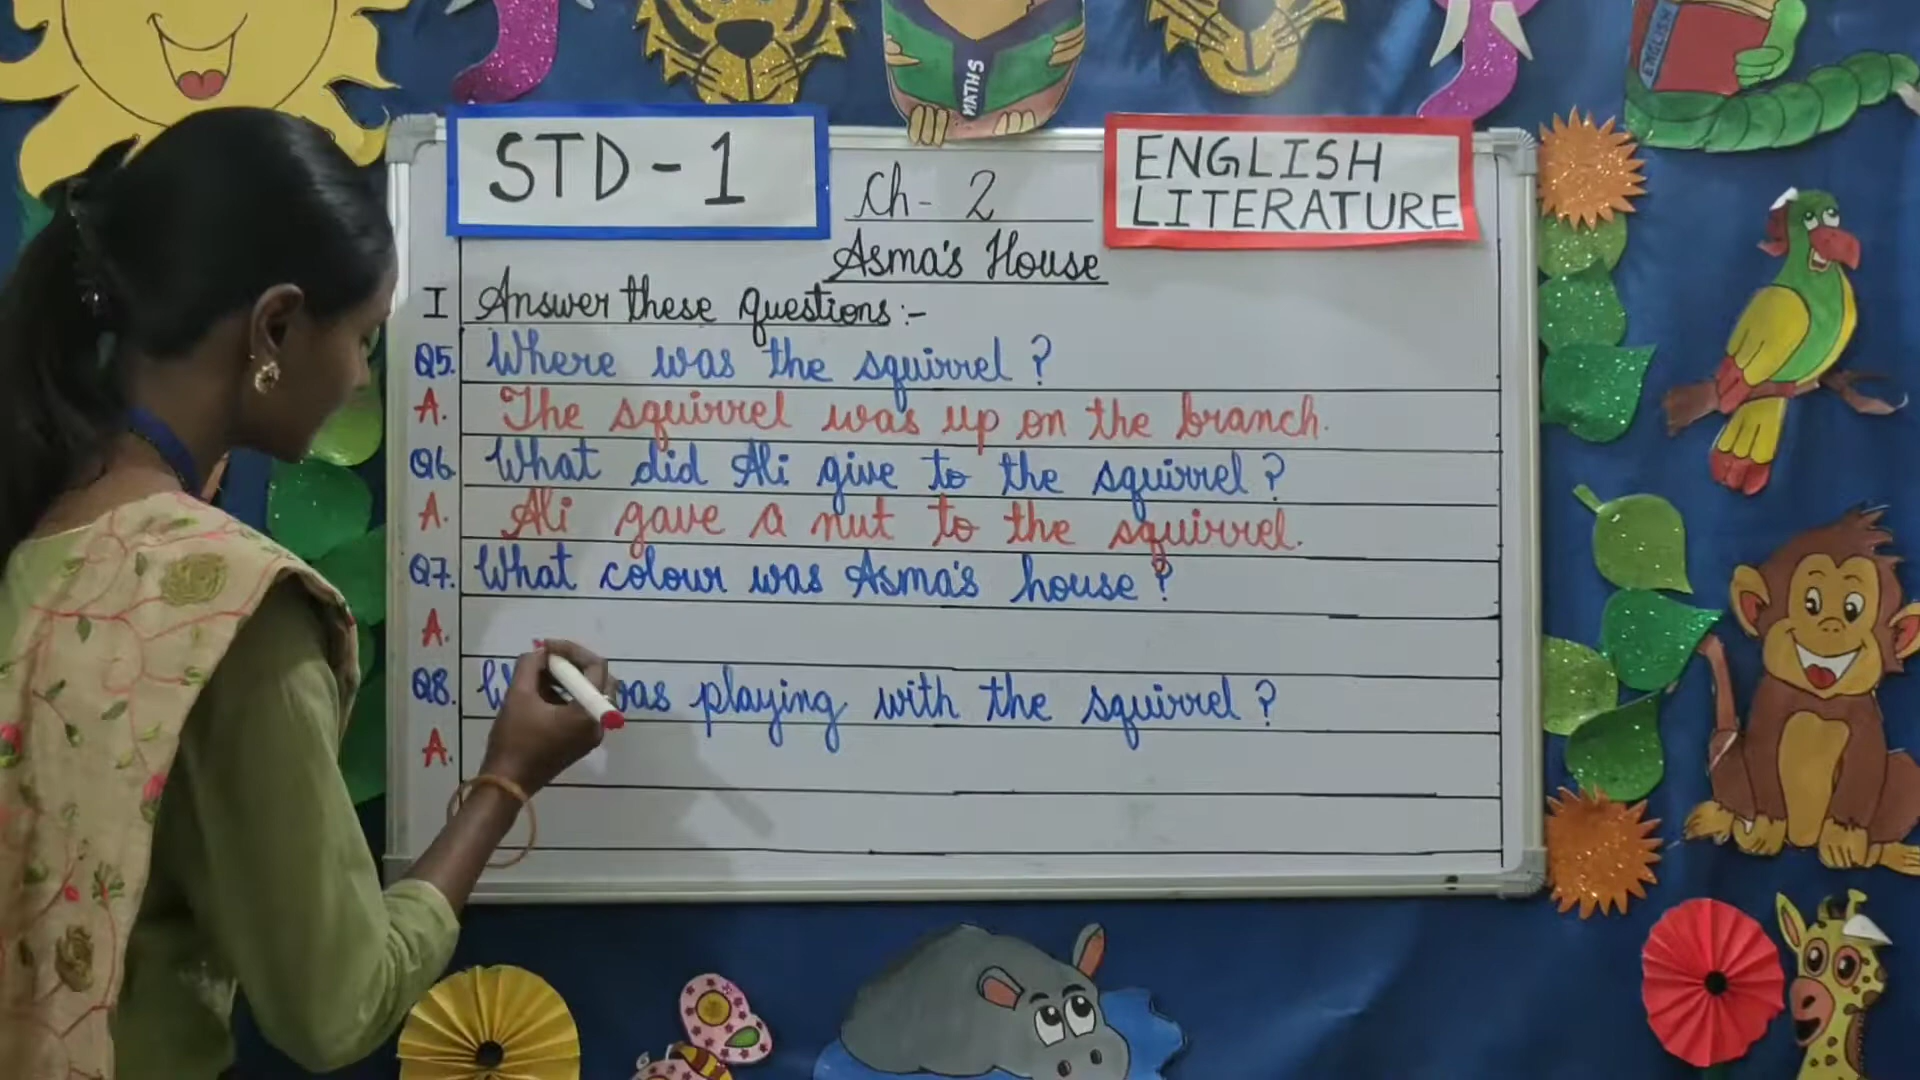 MATHS
ENGLISH
STD-1
Ch-2
ENGLISH
LITERATURE
Asma's House
I Answer these questions:-
Q5. Where was the squirrel?
A. The squirrel was up on the branch.
Q6. What did Ali give to the squirrel?
A. Ali gave a nut to the squirrel.
Q7. What colour was Asma's house?
A.
Q8. was playing with the squirrel?
A.